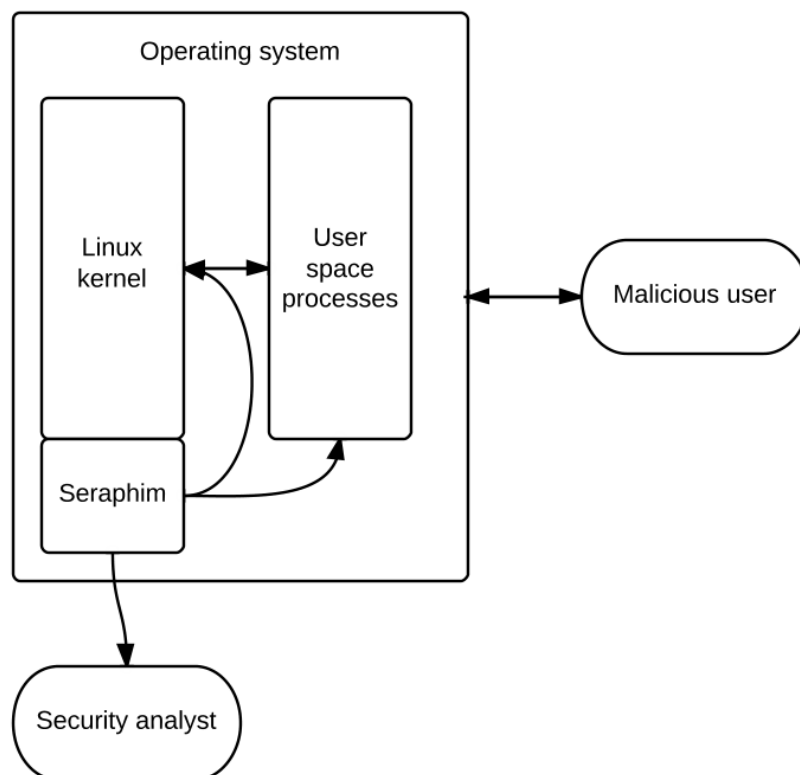 Operating system
Linux
kernel
User
space
processes
Malicious user
Seraphim
Security analyst